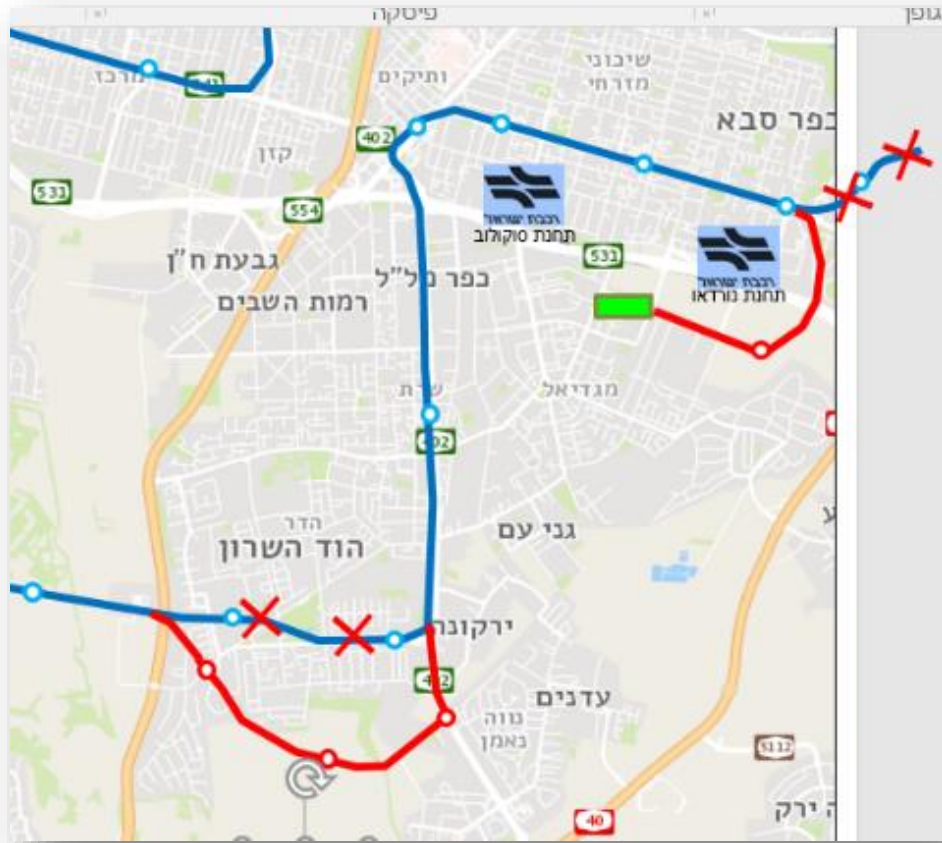 גופן
פיסקה
שיכוני
מזרחי
ותיקים
מרכז
כפר סבא
402
קזן
531
554
רכבת ישראל
תחנת סוקולוב
531
גבעת ח"ן
כפר מל"ל
רכבת ישראל
תחנת נורדאו
רמות השבים
מגדיאל
שרת
402
גני עם
הדר
הוד השרון
ירקונה
402
עדנים
נווה
נאמן
5112
40